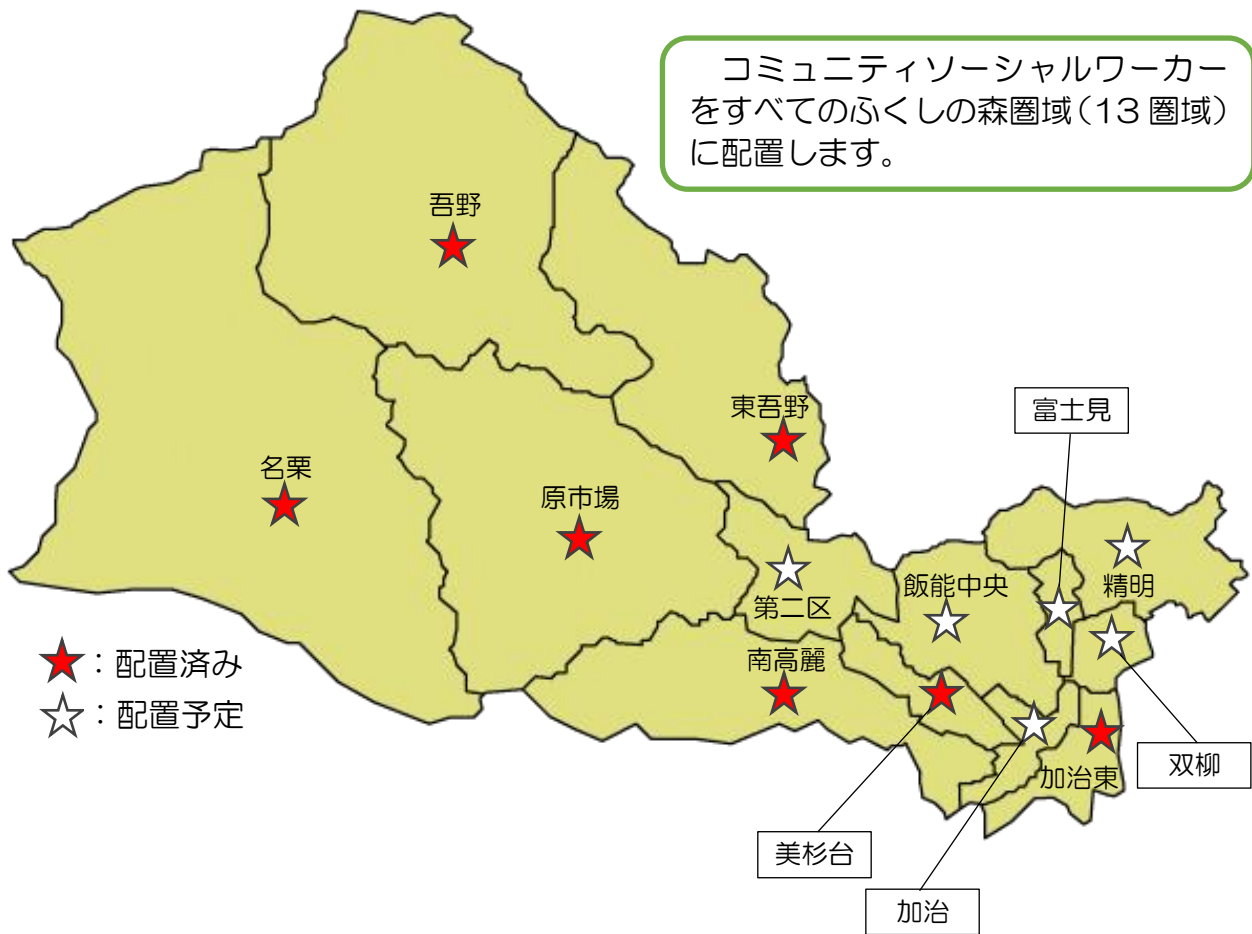 コミュニティソーシャルワーカー
をすべてのふくしの森圏域（13 圏域）
に配置します。
吾野
東吾野
富士見
名栗
原市場
第二区
飯能中央
精明
南高麗
：配置済み
：配置予定
加治東
双柳
美杉台
加治